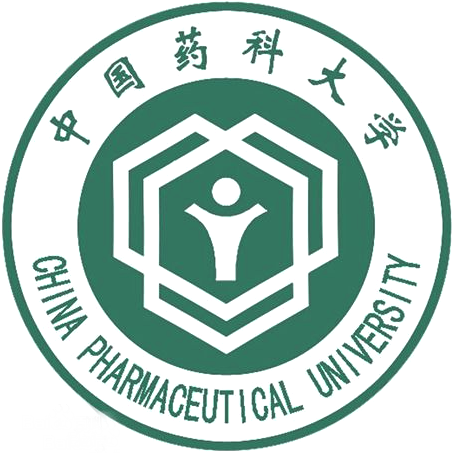 中国药科大学
CHINA PHARMACEUTICAL UNIVERSITY